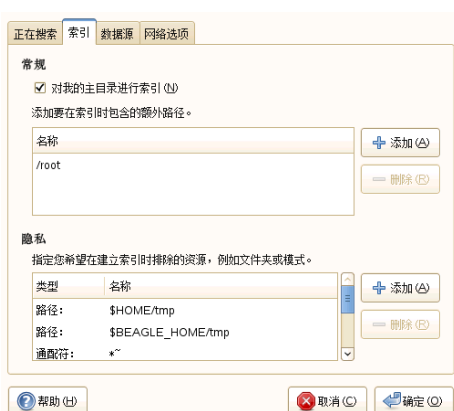 正在搜索 索引 数据源 网络选项
常规
对我的主目录进行索引(N)
添加要在索引时包含的额外路径。
名称
添加(A)
/root
删除(R)
隐私
指定您希望在建立索引时排除的资源，例如文件夹或模式。
类型 名称
添加(A)
路径: $HOME/tmp
路径: $BEAGLE_HOME/tmp
删除(R)
通配符: *~
帮助(H) 取消(C) 确定(O)